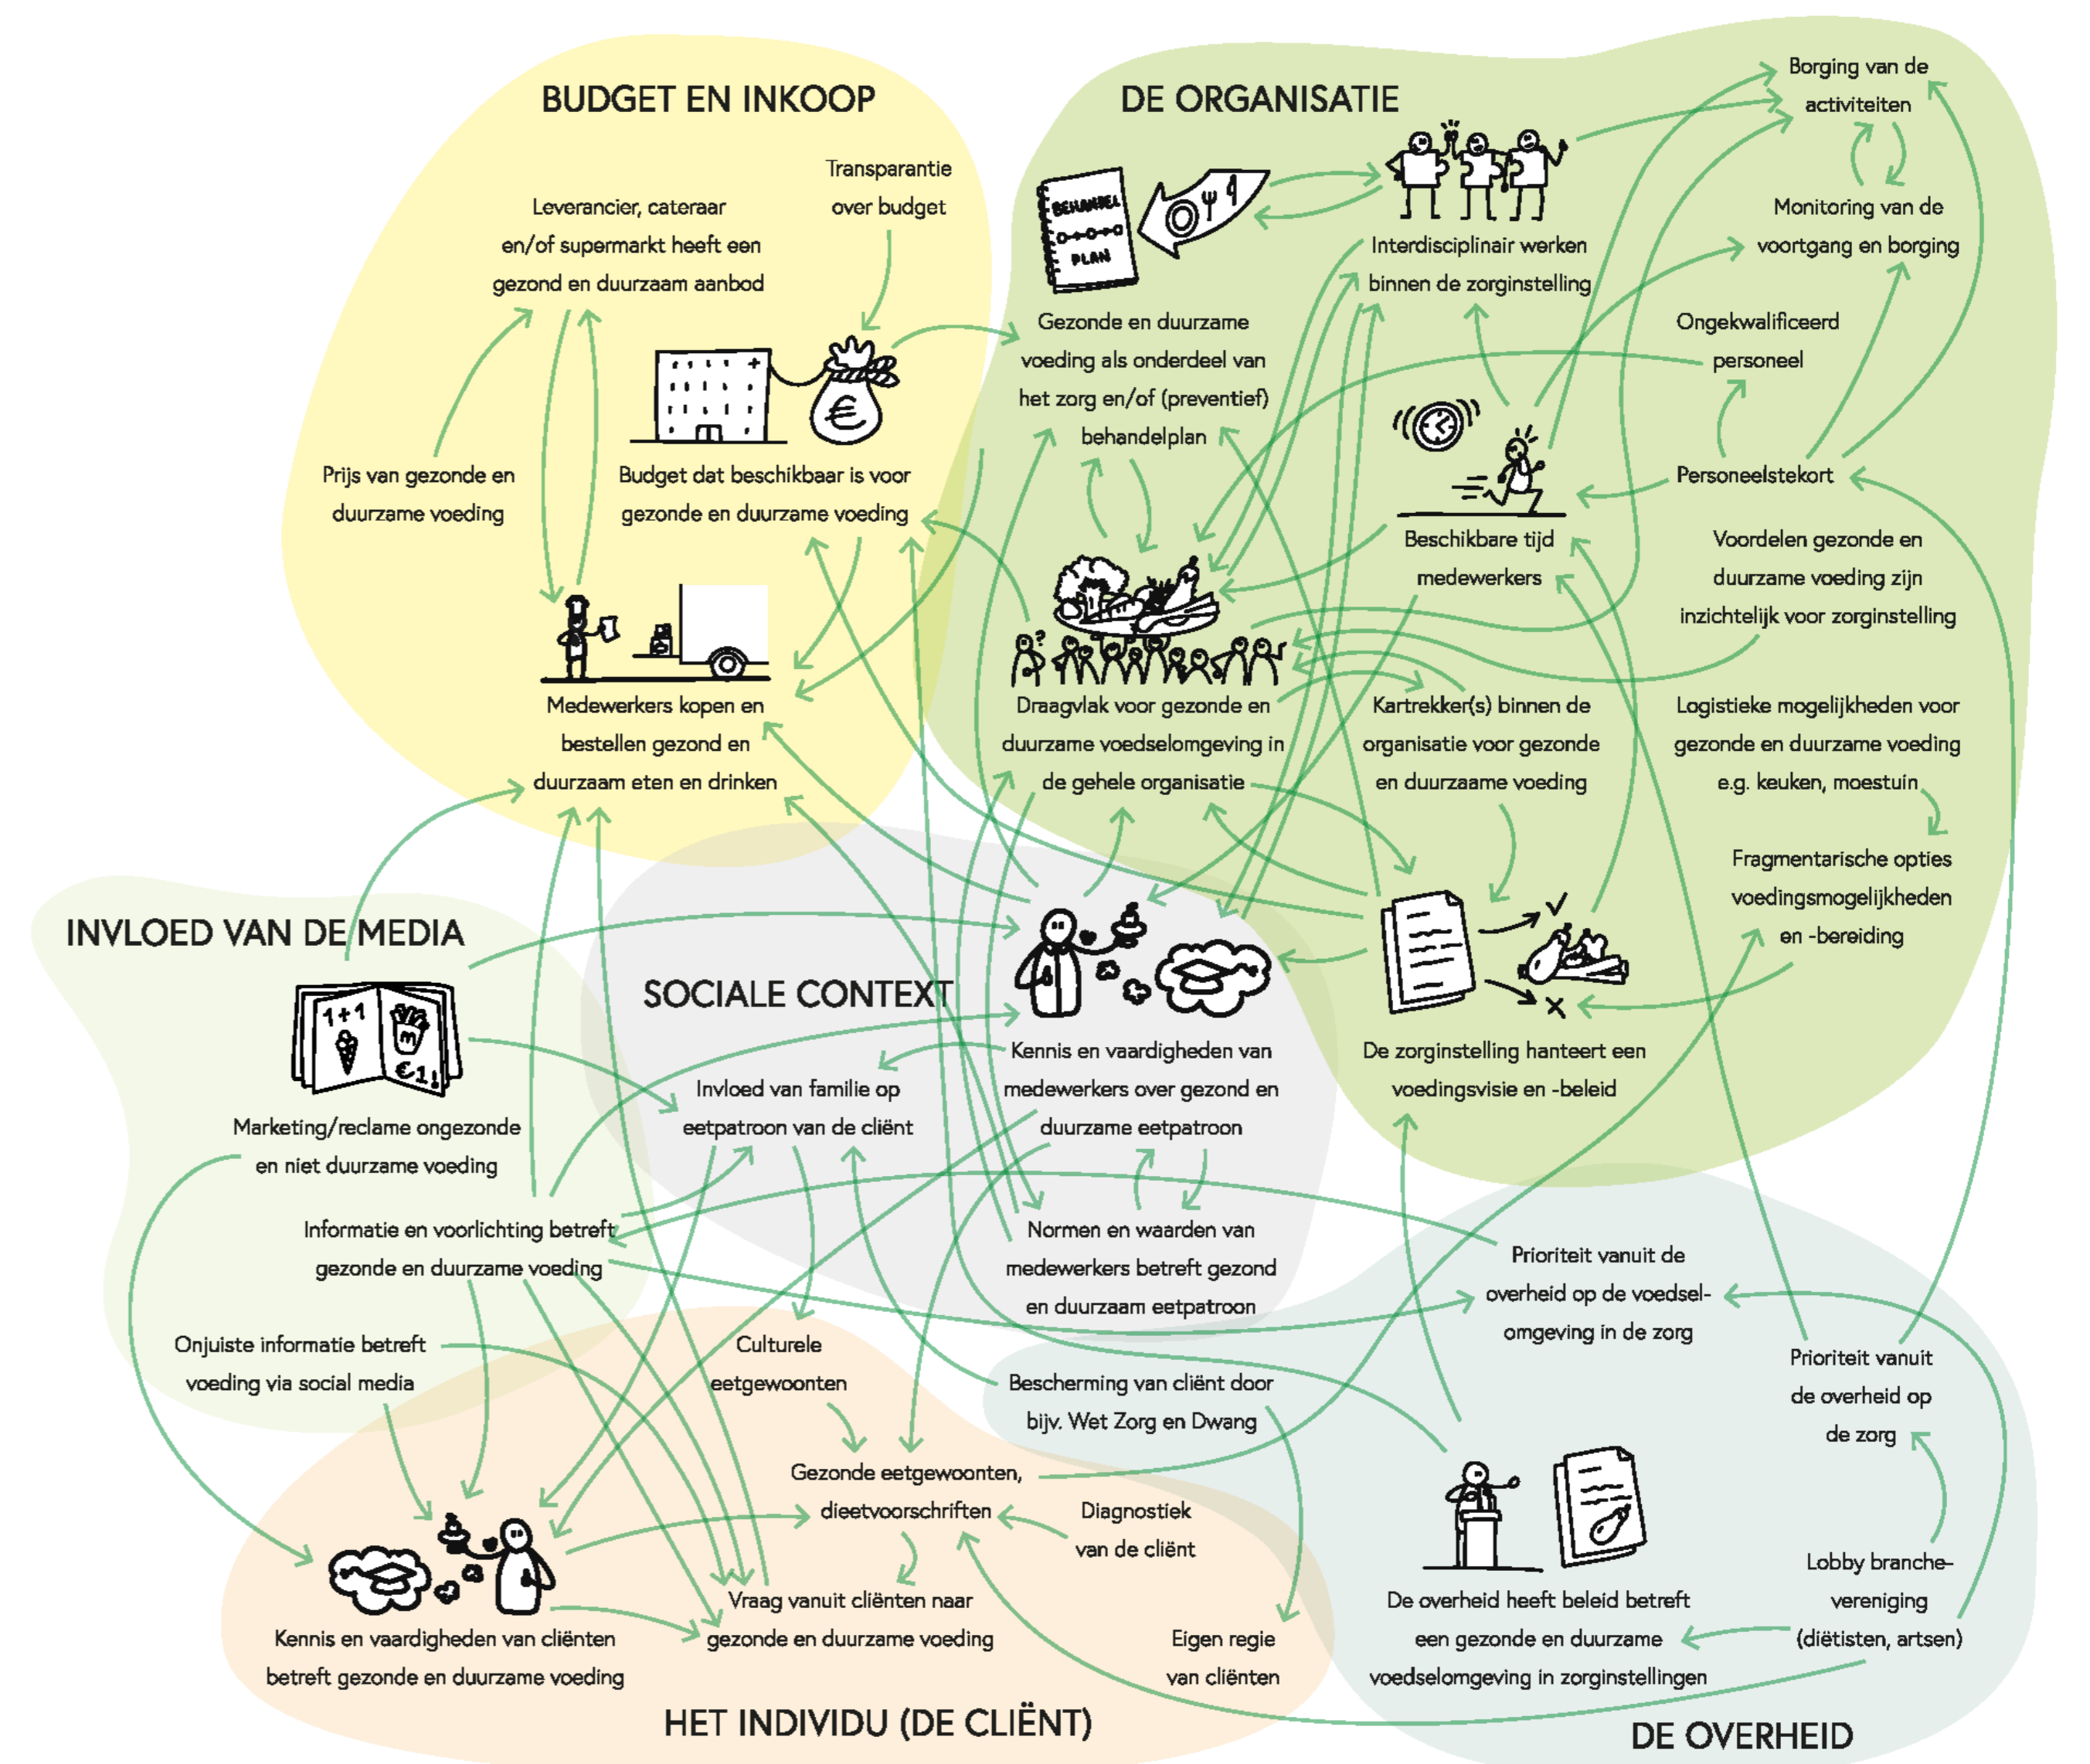 BUDGET EN INKOOP
Transparantie
over budget
Leverancier, cateraar
en/of supermarkt heeft een
gezond en duurzaam aanbod
Prijs van gezonde en
duurzame voeding
€
Budget dat beschikbaar is voor
gezonde en duurzame voeding
Medewerkers kopen en
bestellen gezond en
duurzaam eten en drinken
DE ORGANISATIE
Borging van de
activiteiten
Monitoring van de
voortgang en borging
BEHANDEL
PLAN
Interdisciplinair werken
binnen de zorginstelling
Gezonde en duurzame
voeding als onderdeel van
het zorg en/of (preventief)
behandelplan
Ongekwalificeerd
personeel
Personeelstekort
Beschikbare tijd
medewerkers
Voordelen gezonde en
duurzame voeding zijn
inzichtelijk voor zorginstelling
?
Draagvlak voor gezonde en
duurzame voedselomgeving in
de gehele organisatie
Kartrekker(s) binnen de
organisatie voor gezonde
en duurzaame voeding
Logistieke mogelijkheden voor
gezonde en duurzame voeding
e.g. keuken, moestuin
Fragmentarische opties
voedingsmogelijkheden
en -bereiding
De zorginstelling hanteert een
voedingsvisie en -beleid
INVLOED VAN DE MEDIA
1+1
M
€1!
Marketing/reclame ongezonde
en niet duurzame voeding
Informatie en voorlichting betreft
gezonde en duurzame voeding
Onjuiste informatie betreft
voeding via social media
SOCIALE CONTEXT
Kennis en vaardigheden van
medewerkers over gezond en
duurzame eetpatroon
Invloed van familie op
eetpatroon van de cliënt
Normen en waarden van
medewerkers betreft gezond
en duurzaam eetpatroon
Culturele
eetgewoonten
Gezonde eetgewoonten,
dieetvoorschriften
Diagnostiek
van de cliënt
Vraag vanuit cliënten naar
gezonde en duurzame voeding
Kennis en vaardigheden van cliënten
betreft gezonde en duurzame voeding
Eigen regie
van cliënten
HET INDIVIDU (DE CLIËNT)
Prioriteit vanuit de
overheid op de voedsel-
omgeving in de zorg
Bescherming van cliënt door
bijv. Wet Zorg en Dwang
Prioriteit vanuit
de overheid op
de zorg
Lobby branche-
vereniging
(diëtisten, artsen)
De overheid heeft beleid betreft
een gezonde en duurzame
voedselomgeving in zorginstellingen
DE OVERHEID